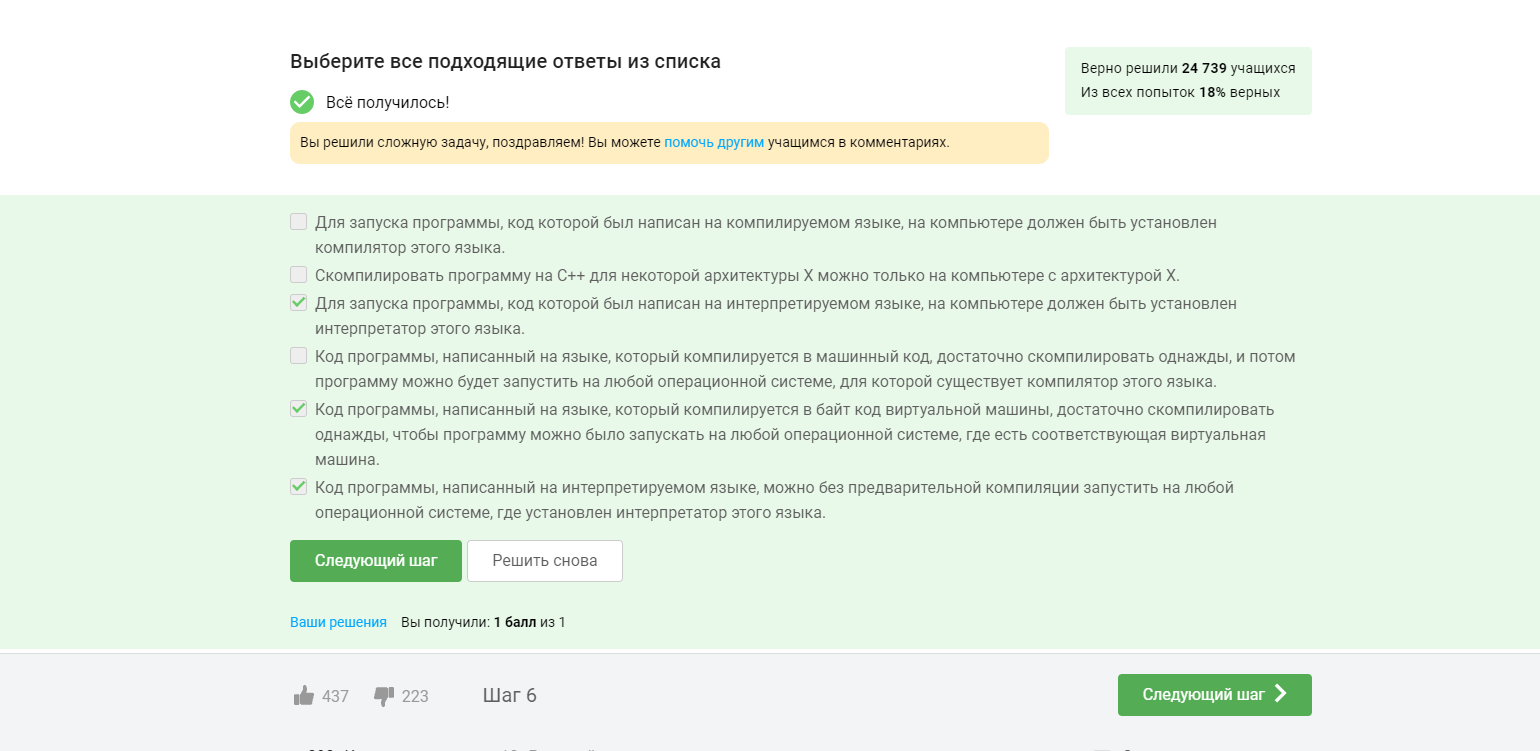 Выберите все подходящие ответы из списка
Верно решили 24 739 учащихся
Из всех попыток 18% верных
Всё получилось!
Вы решили сложную задачу, поздравляем! Вы можете помочь другим учащимся в комментариях.
Для запуска программы, код которой был написан на компилируемом языке, на компьютере должен быть установлен
компилятор этого языка.
Скомпилировать программу на C++ для некоторой архитектуры X можно только на компьютере с архитектурой X.
Для запуска программы, код которой был написан на интерпретируемом языке, на компьютере должен быть установлен
интерпретатор этого языка.
Код программы, написанный на языке, который компилируется в машинный код, достаточно скомпилировать однажды, и потом
программу можно будет запустить на любой операционной системе, для которой существует компилятор этого языка.
Код программы, написанный на языке, который компилируется в байт код виртуальной машины, достаточно скомпилировать
однажды, чтобы программу можно было запускать на любой операционной системе, где есть соответствующая виртуальная
машина.
Код программы, написанный на интерпретируемом языке, можно без предварительной компиляции запустить на любой
операционной системе, где установлен интерпретатор этого языка.
Следующий шаг Решить снова
Ваши решения Вы получили: 1 балл из 1
437 223 Шаг 6 Следующий шаг